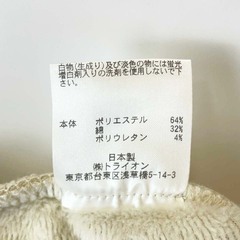 白物(生成り)及び淡色の物には蛍光
増白剤入りの洗剤を使用しないで下
さい。
本体 ポリエステル 64%
綿 32%
ポリウレタン 4%
日本製
㈱トライオン
東京都台東区浅草橋5-14-3